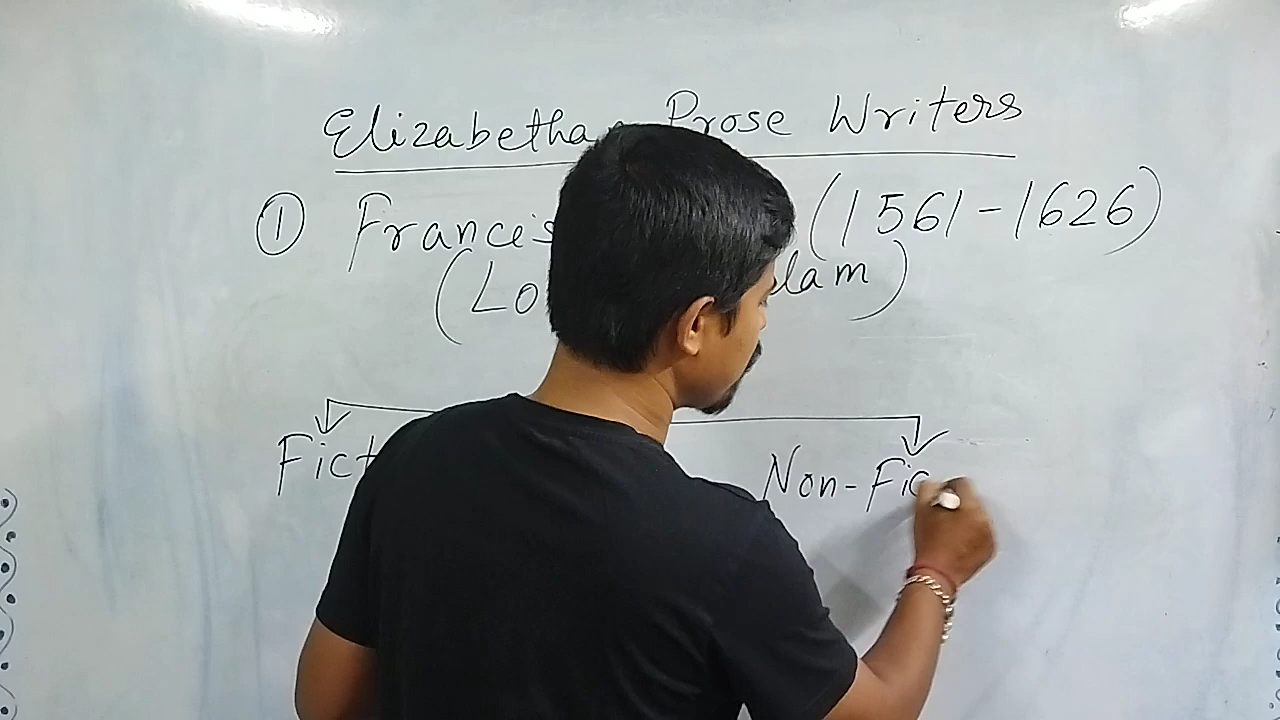 Elizabethan Prose Writers
① Francis (1561-1626)
(Lo lam)
Fict Non-Fic